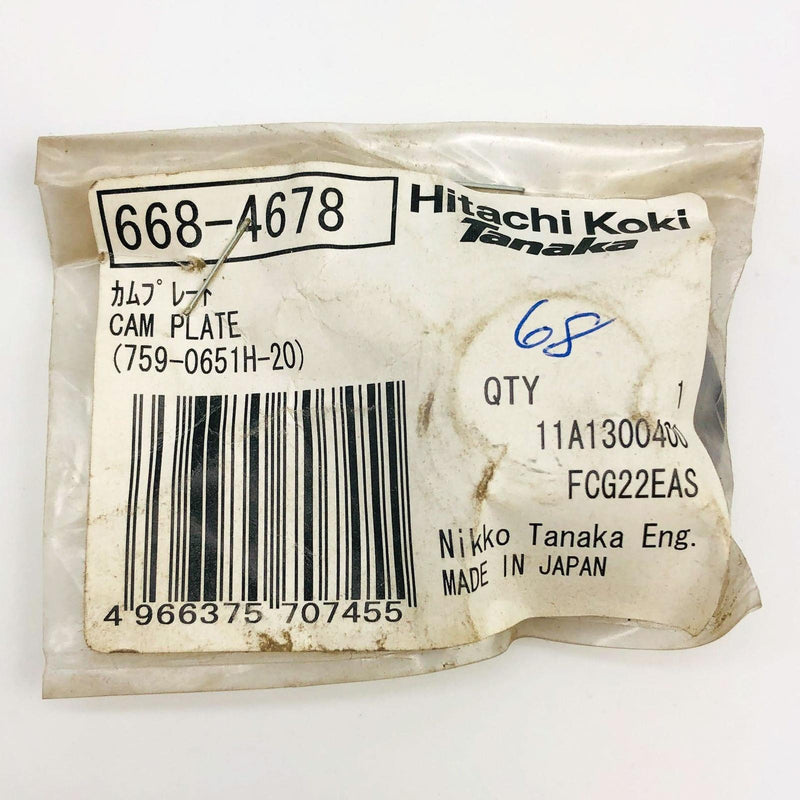 668-4678
Hitachi Koki
Tanaka
ｶﾑﾌﾟﾚｰﾄ
CAM PLATE
(759-0651H-20)
68
QTY 1
11A1300400
FCG22EAS
Nikko Tanaka Eng.
MADE IN JAPAN
4 966375 707455